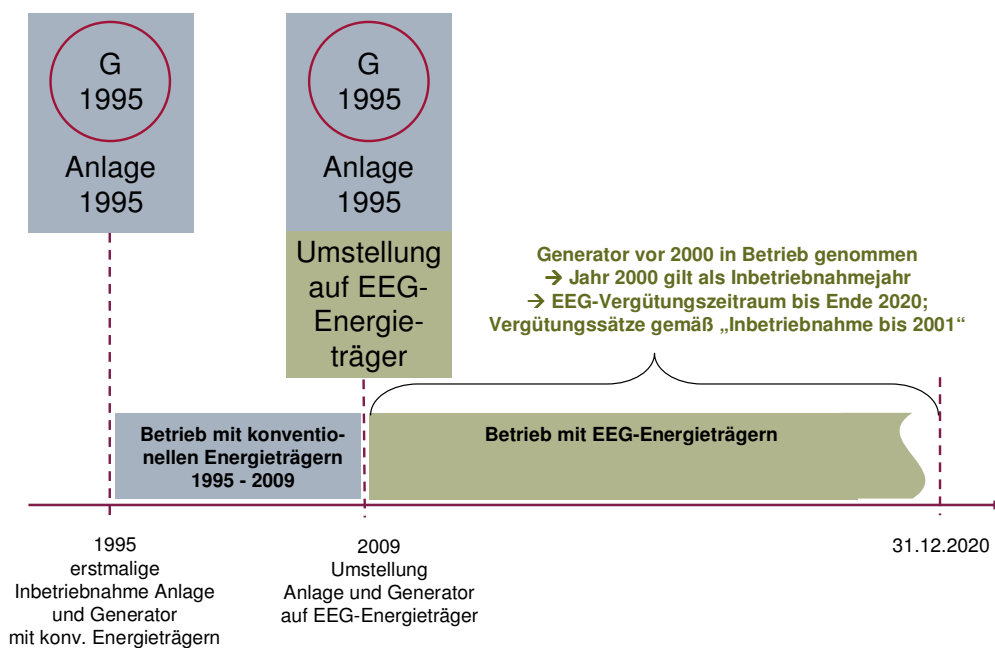 G
1995
Anlage
1995
G
1995
Anlage
1995
Umstellung
auf EEG-
Energie-
träger
Generator vor 2000 in Betrieb genommen
→ Jahr 2000 gilt als Inbetriebnahmejahr
→ EEG-Vergütungszeitraum bis Ende 2020;
Vergütungssätze gemäß „Inbetriebnahme bis 2001“
Betrieb mit konventio-
nellen Energieträgern
1995 - 2009
Betrieb mit EEG-Energieträgern
1995
erstmalige
Inbetriebnahme Anlage
und Generator
mit konv. Energieträgern
2009
Umstellung
Anlage und Generator
auf EEG-Energieträger
31.12.2020